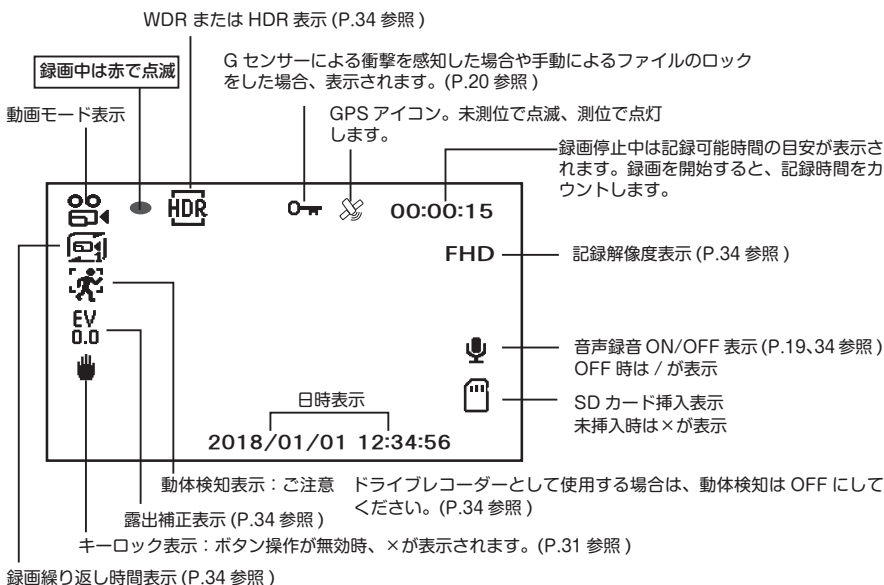 WDR または HDR 表示 (P.34 参照 )
録画中は赤で点滅
G センサーによる衝撃を感知した場合や手動によるファイルのロック
をした場合、表示されます。(P.20 参照 )
動画モード表示
GPS アイコン。未測位で点滅、測位で点灯
します。
録画停止中は記録可能時間の目安が表示さ
れます。録画を開始すると、記録時間をカ
ウントします。
HDR
00:00:15
1
FHD
記録解像度表示 (P.34 参照 )
EV
0.0
音声録音 ON/OFF 表示 (P.19、34 参照 )
OFF 時は / が表示
SD カード挿入表示
未挿入時は×が表示
日時表示
2018/01/01 12:34:56
動体検知表示：ご注意 ドライブレコーダーとして使用する場合は、動体検知は OFF にして
ください。(P.34 参照 )
露出補正表示 (P.34 参照 )
キーロック表示：ボタン操作が無効時、×が表示されます。(P.31 参照 )
録画繰り返し時間表示 (P.34 参照 )